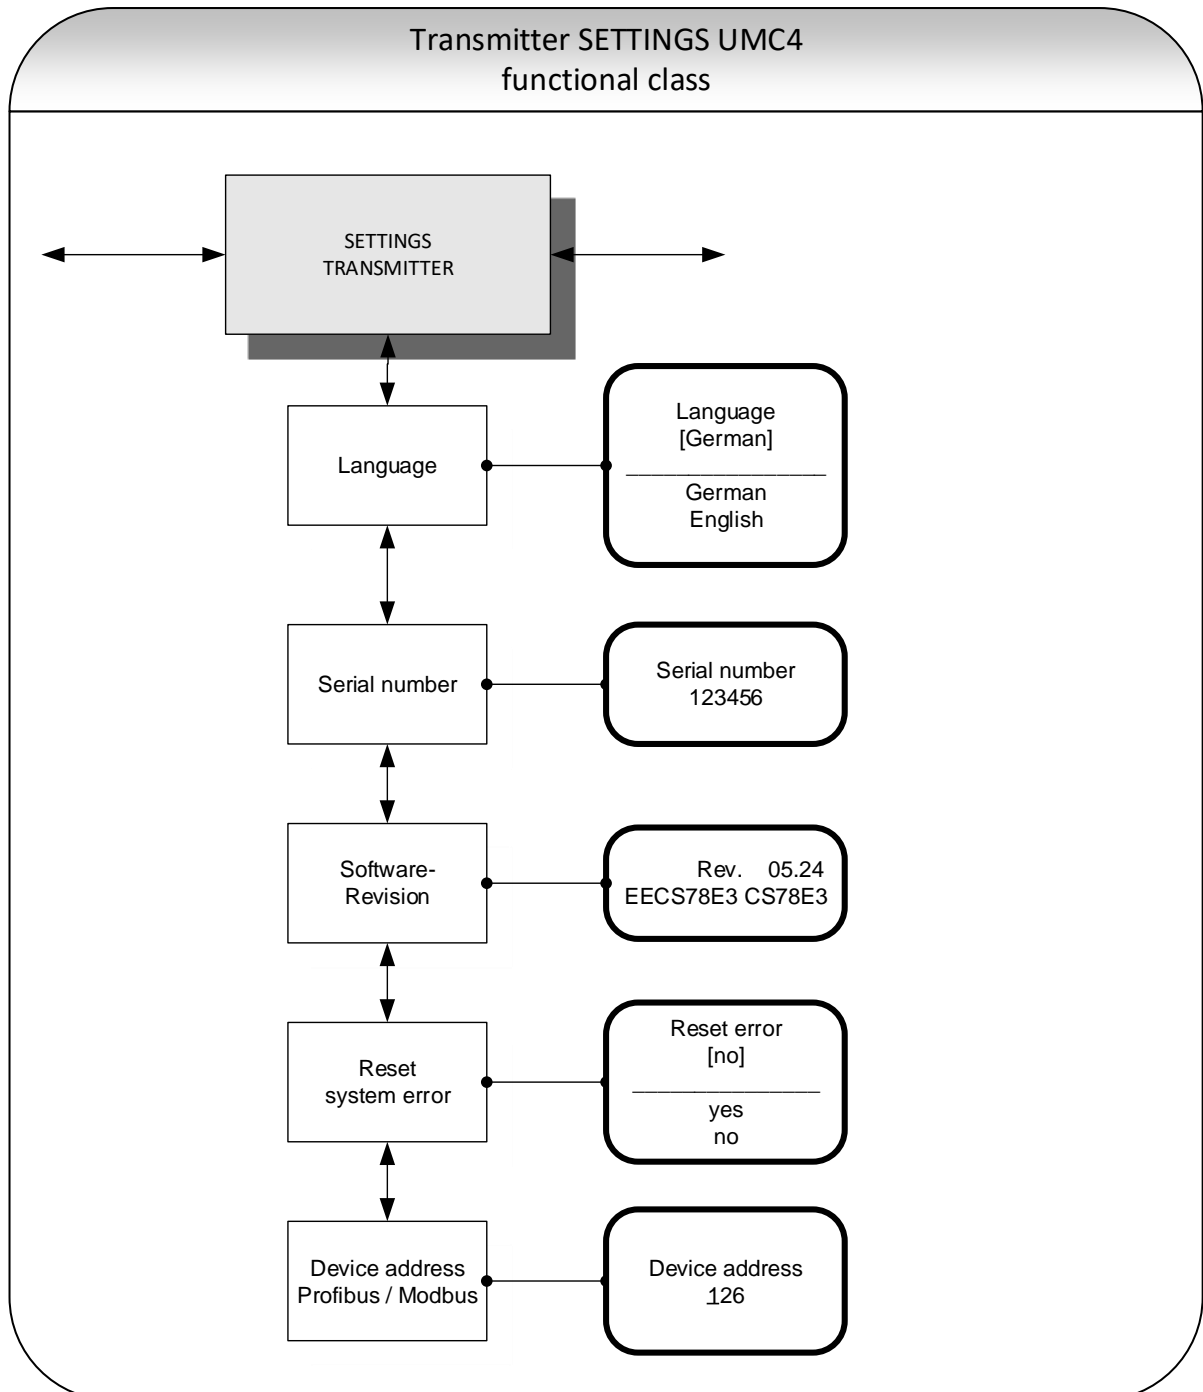 Transmitter SETTINGS UMC4
functional class
SETTINGS
TRANSMITTER
Language
Language
[German]
German
English
Serial number
Serial number
123456
Software-
Revision
Rev. 05.24
EECS78E3 CS78E3
Reset
system error
Reset error
[no]
yes
no
Device address
Profibus / Modbus
Device address
126